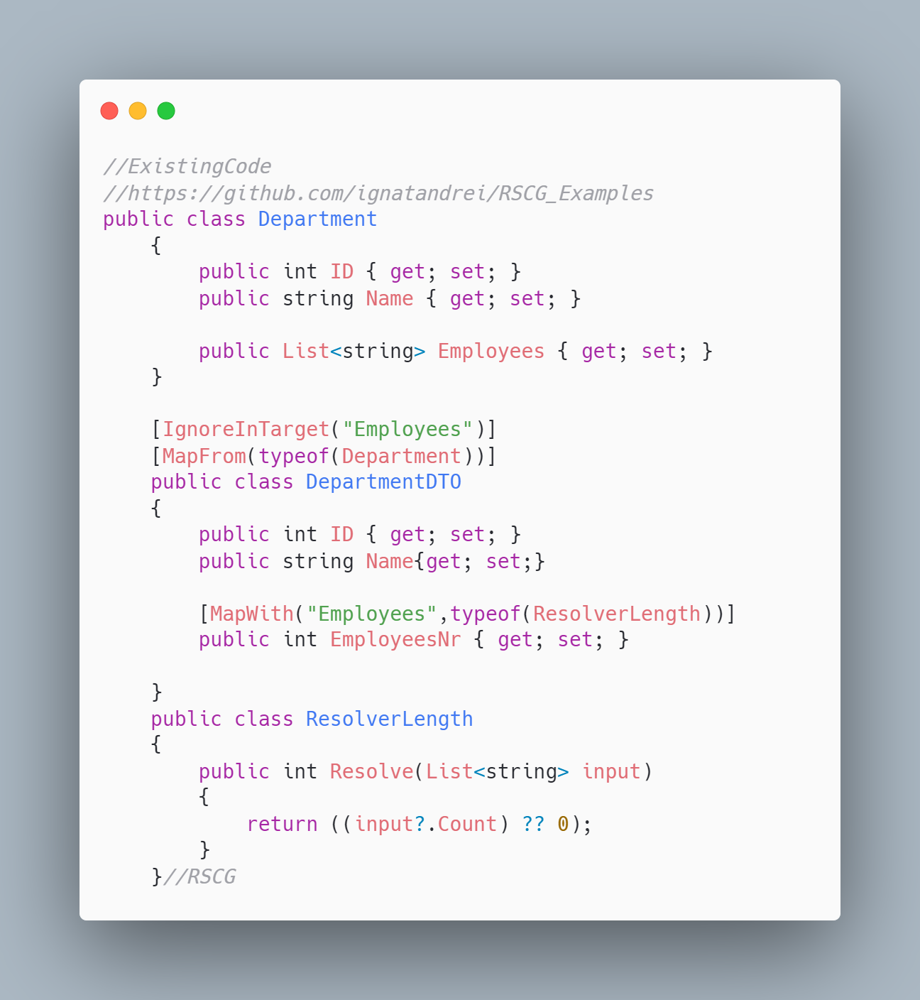 //ExistingCode
//https://github.com/ignatandrei/RSCG_Examples
public class Department
    {
        public int ID { get; set; }
        public string Name { get; set; }

        public List<string> Employees { get; set; }
    }

    [IgnoreInTarget("Employees")]
    [MapFrom(typeof(Department))]
    public class DepartmentDTO
    {
        public int ID { get; set; }
        public string Name{get; set;}

        [MapWith("Employees",typeof(ResolverLength))]
        public int EmployeesNr { get; set; }

    }
    public class ResolverLength
    {
        public int Resolve(List<string> input)
        {
            return ((input?.Count) ?? 0);
        }
    }//RSCG